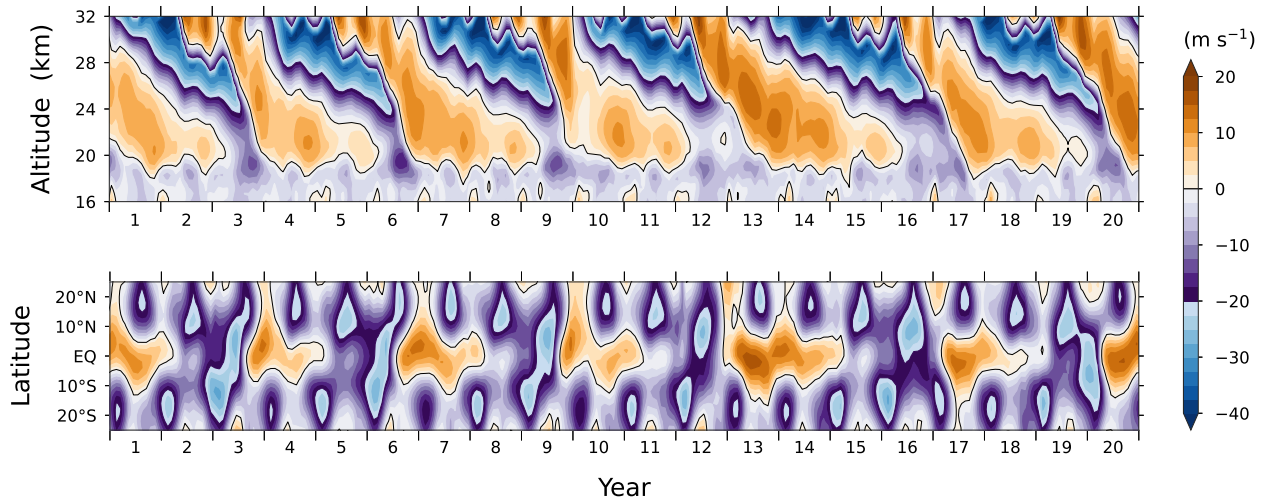 Altitude (km)
32
28
24
20
16
1 2 3 4 5 6 7 8 9 10 11 12 13 14 15 16 17 18 19 20
Latitude
20°N
10°N
EQ
10°S
20°S
1 2 3 4 5 6 7 8 9 10 11 12 13 14 15 16 17 18 19 20
Year
(m s⁻¹)
20
10
0
−10
−20
−30
−40